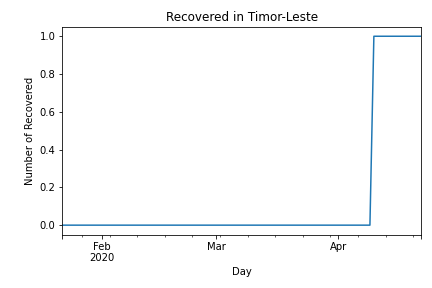 Recovered in Timor-Leste
Number of Recovered
1.0
0.8
0.6
0.4
0.2
0.0
Feb
2020
Mar
Apr
Day